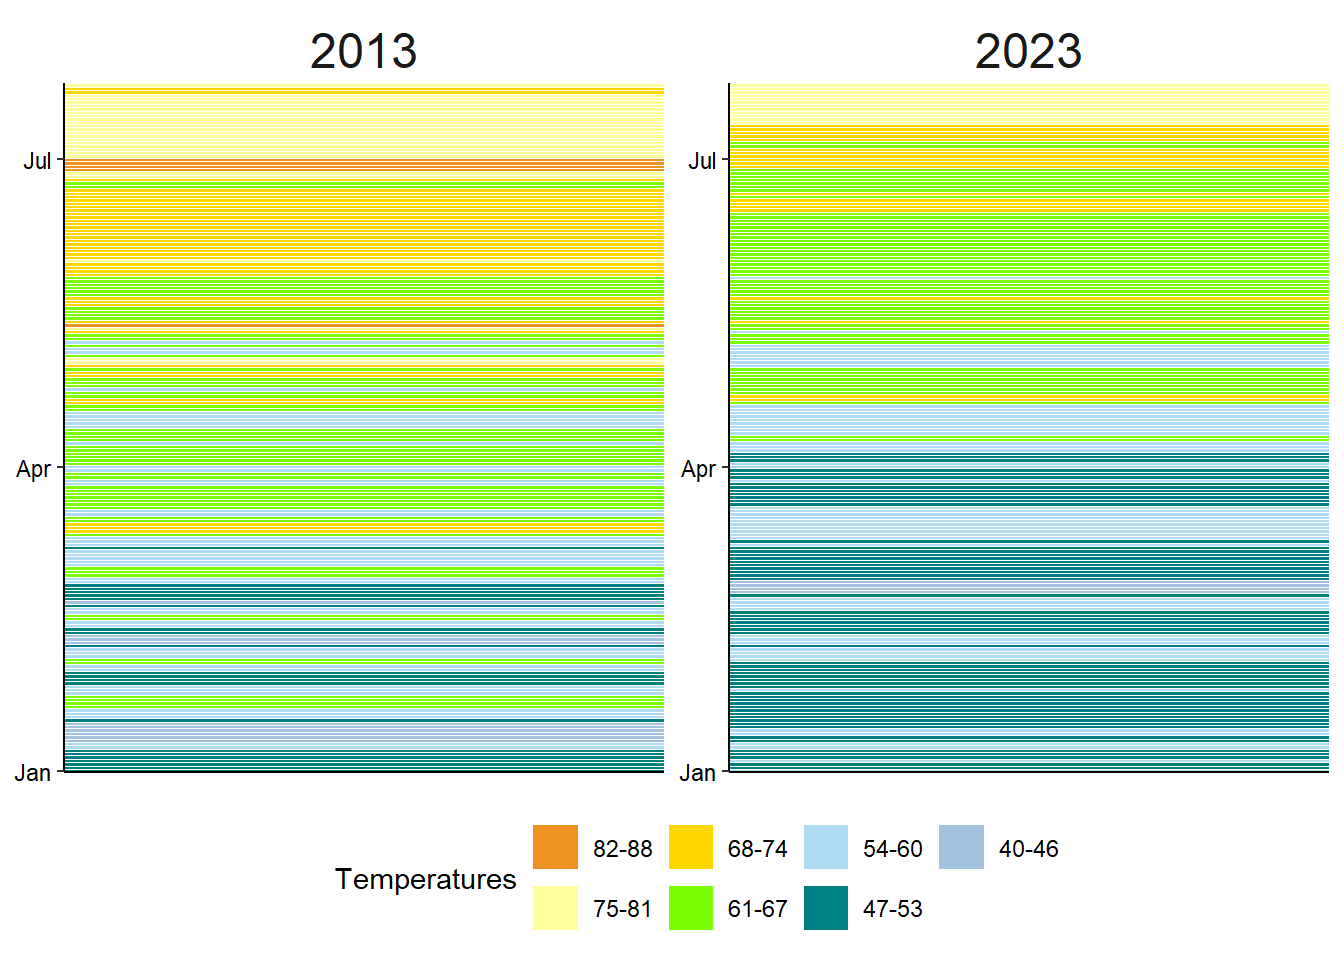 2013 2023
Jul Jul
Apr Apr
Jan Jan
82-88 68-74 54-60 40-46
Temperatures
75-81 61-67 47-53